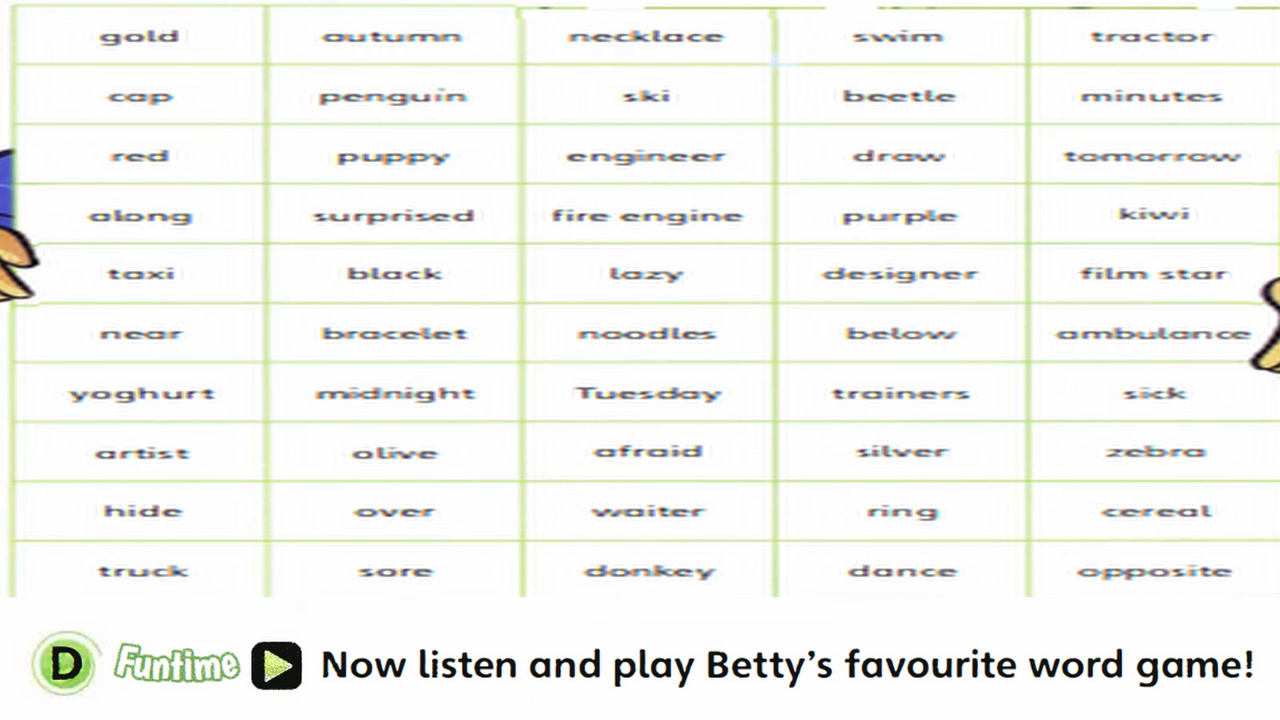 gold autumn necklace swim tractor
cap penguin ski beetle minutes
red puppy engineer draw tomorrow
along surprised fire engine purple kiwi
taxi black lazy designer film star
near bracelet noodles below ambulance
yoghurt midnight Tuesday trainers sick
artist olive afraid silver zebra
hide over waiter ring cereal
truck sore donkey dance opposite
D Funtime Now listen and play Betty's favourite word game!